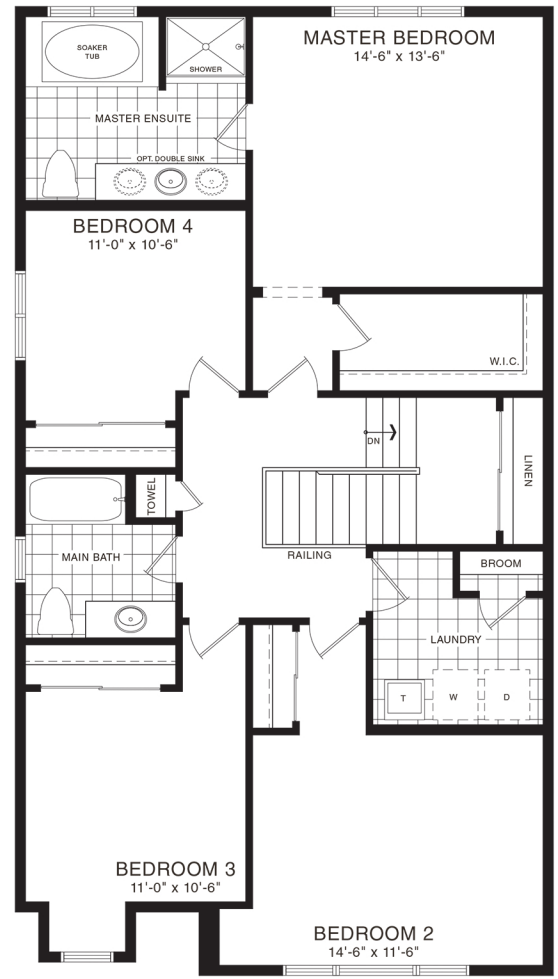 SOAKER
TUB
SHOWER
MASTER BEDROOM
14'-6" x 13'-6"
MASTER ENSUITE
OPT. DOUBLE SINK
BEDROOM 4
11'-0" x 10'-6"
W.I.C.
DN
LINEN
TOWEL
RAILING
MAIN BATH
BROOM
LAUNDRY
T
W
D
BEDROOM 3
11'-0" x 10'-6"
BEDROOM 2
14'-6" x 11'-6"